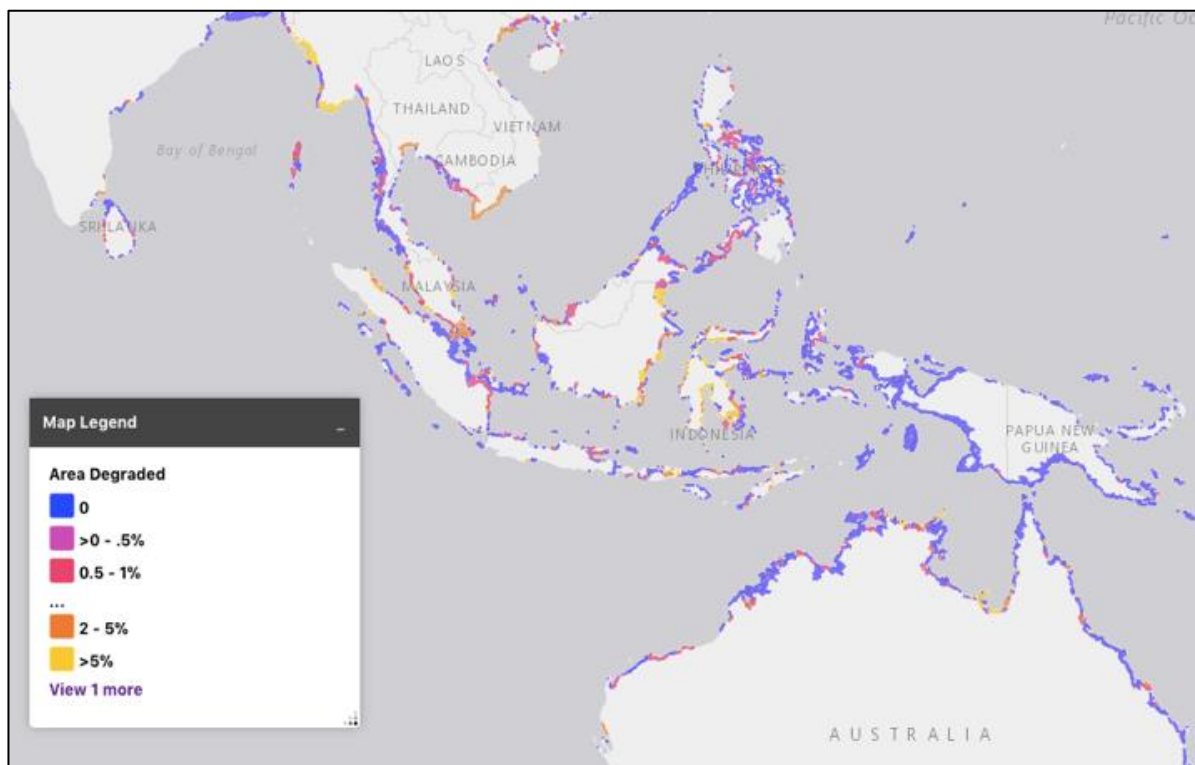 Pacific Oc
LAOS
THAILAND
VIETNAM
Bay of Bengal
CAMBODIA
PHILIPPINES
SRI LANKA
MALAYSIA
INDONESIA
PAPUA NEW
GUINEA
AUSTRALIA
Map Legend
_
Area Degraded
0
>0 - .5%
0.5 - 1%
...
2 - 5%
>5%
View 1 more